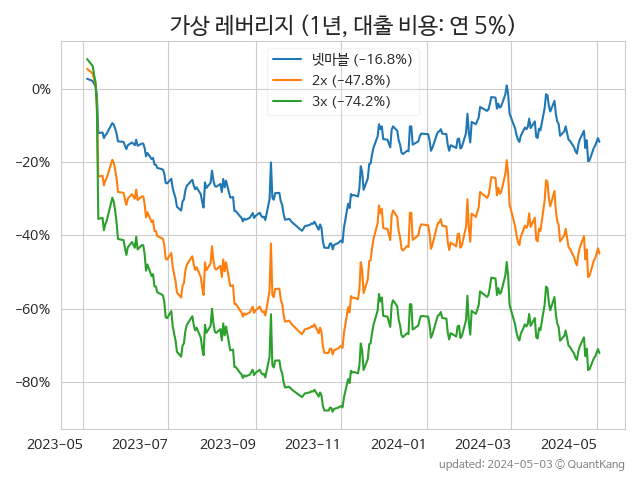 가상 레버리지 (1년, 대출 비용: 연 5%)
넷마블 (−16.8%)
2x (−47.8%)
3x (−74.2%)
0%
−20%
−40%
−60%
−80%
2023-05 2023-07 2023-09 2023-11 2024-01 2024-03 2024-05
updated: 2024-05-03 © QuantKang